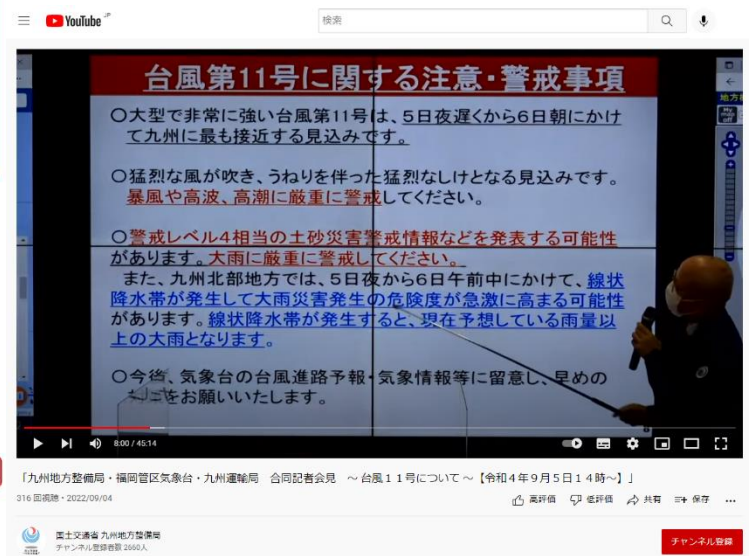 YouTube JP
検索
台風第11号に関する注意・警戒事項
〇大型で非常に強い台風第11号は、5日夜遅くから6日朝にかけ
て九州に最も接近する見込みです。
〇猛烈な風が吹き、うねりを伴った猛烈なしけとなる見込みです。
暴風や高波、高潮に厳重に警戒してください。
〇警戒レベル4相当の土砂災害警戒情報などを発表する可能性
があります。大雨に厳重に警戒してください。
また、九州北部地方では、5日夜から6日午前中にかけて、線状
降水帯が発生して大雨災害発生の危険度が急激に高まる可能性
があります。線状降水帯が発生すると、現在予想している雨量以
上の大雨となります。
〇今後、気象台の台風進路予報・気象情報等に留意し、早めの
をお願いいたします。
8:00 / 45:14
「九州地方整備局・福岡管区気象台・九州運輸局 合同記者会見 ～台風11号について～【令和4年9月5日14時～】」
316 回視聴・2022/09/04
高評価 低評価 共有 保存 …
国土交通省 九州地方整備局
チャンネル登録者数 2660人
チャンネル登録